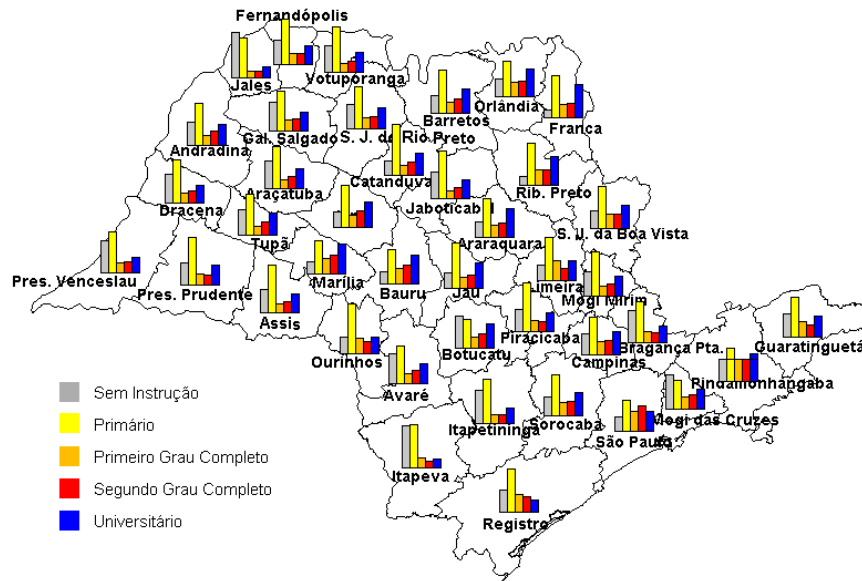 Fernandópolis
Jales
Votuporanga
Orlândia
Barretos
Franca
Gal. Salgado
S. J. do Rio Preto
Andradina
Catanduva
Rib. Preto
Araçatuba
Jaboticabal
Dracena
Tupã
Araraquara
S. J. da Boa Vista
Pres. Venceslau
Pres. Prudente
Marília
Bauru
Jaú
Limeira
Mogi Mirim
Assis
Piracicaba
Ourinhos
Botucatu
Campinas
Bragança Pta.
Guaratinguetá
Pindamonhangaba
Avaré
Itapetininga
Sorocaba
São Paulo
Mogi das Cruzes
Itapeva
Registro
Sem Instrução
Primário
Primeiro Grau Completo
Segundo Grau Completo
Universitário